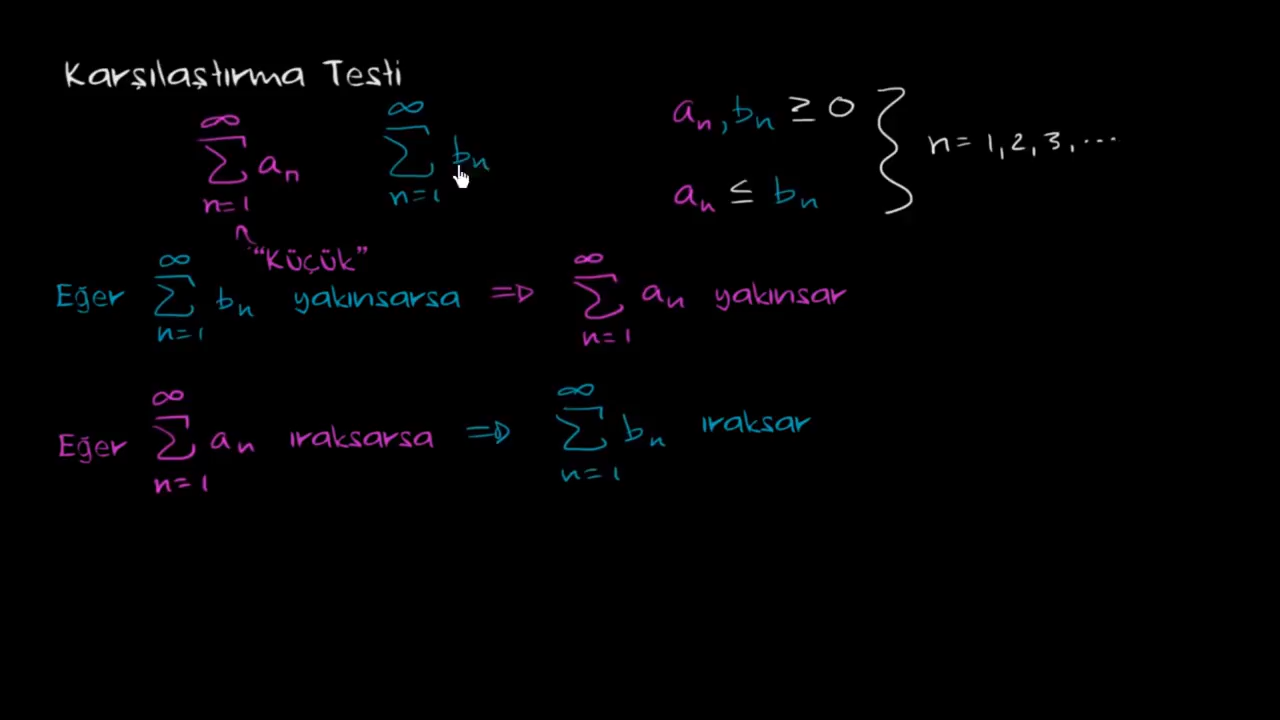 Karşılaştırma Testi
∞ ∑ n=1 aₙ ∞ ∑ n=1 bₙ aₙ, bₙ ≥ 0 } n = 1, 2, 3, ...
aₙ ≤ bₙ
"Küçük"
Eğer ∞ ∑ n=1 bₙ yakınsarsa ⇒ ∞ ∑ n=1 aₙ yakınsar
Eğer ∞ ∑ n=1 aₙ ıraksarsa ⇒ ∞ ∑ n=1 bₙ ıraksar